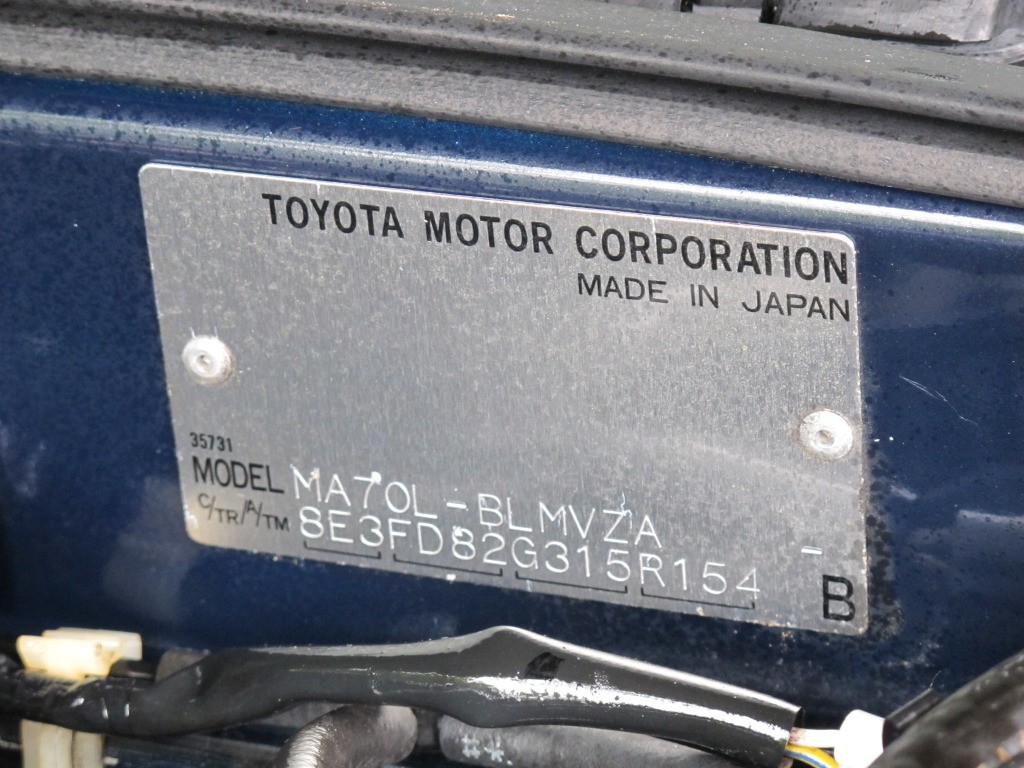 TOYOTA MOTOR CORPORATION
MADE IN JAPAN
35731
MODEL MA70L-BLMVZA
C/TR/A/TM 8E3FD82G315R154
B